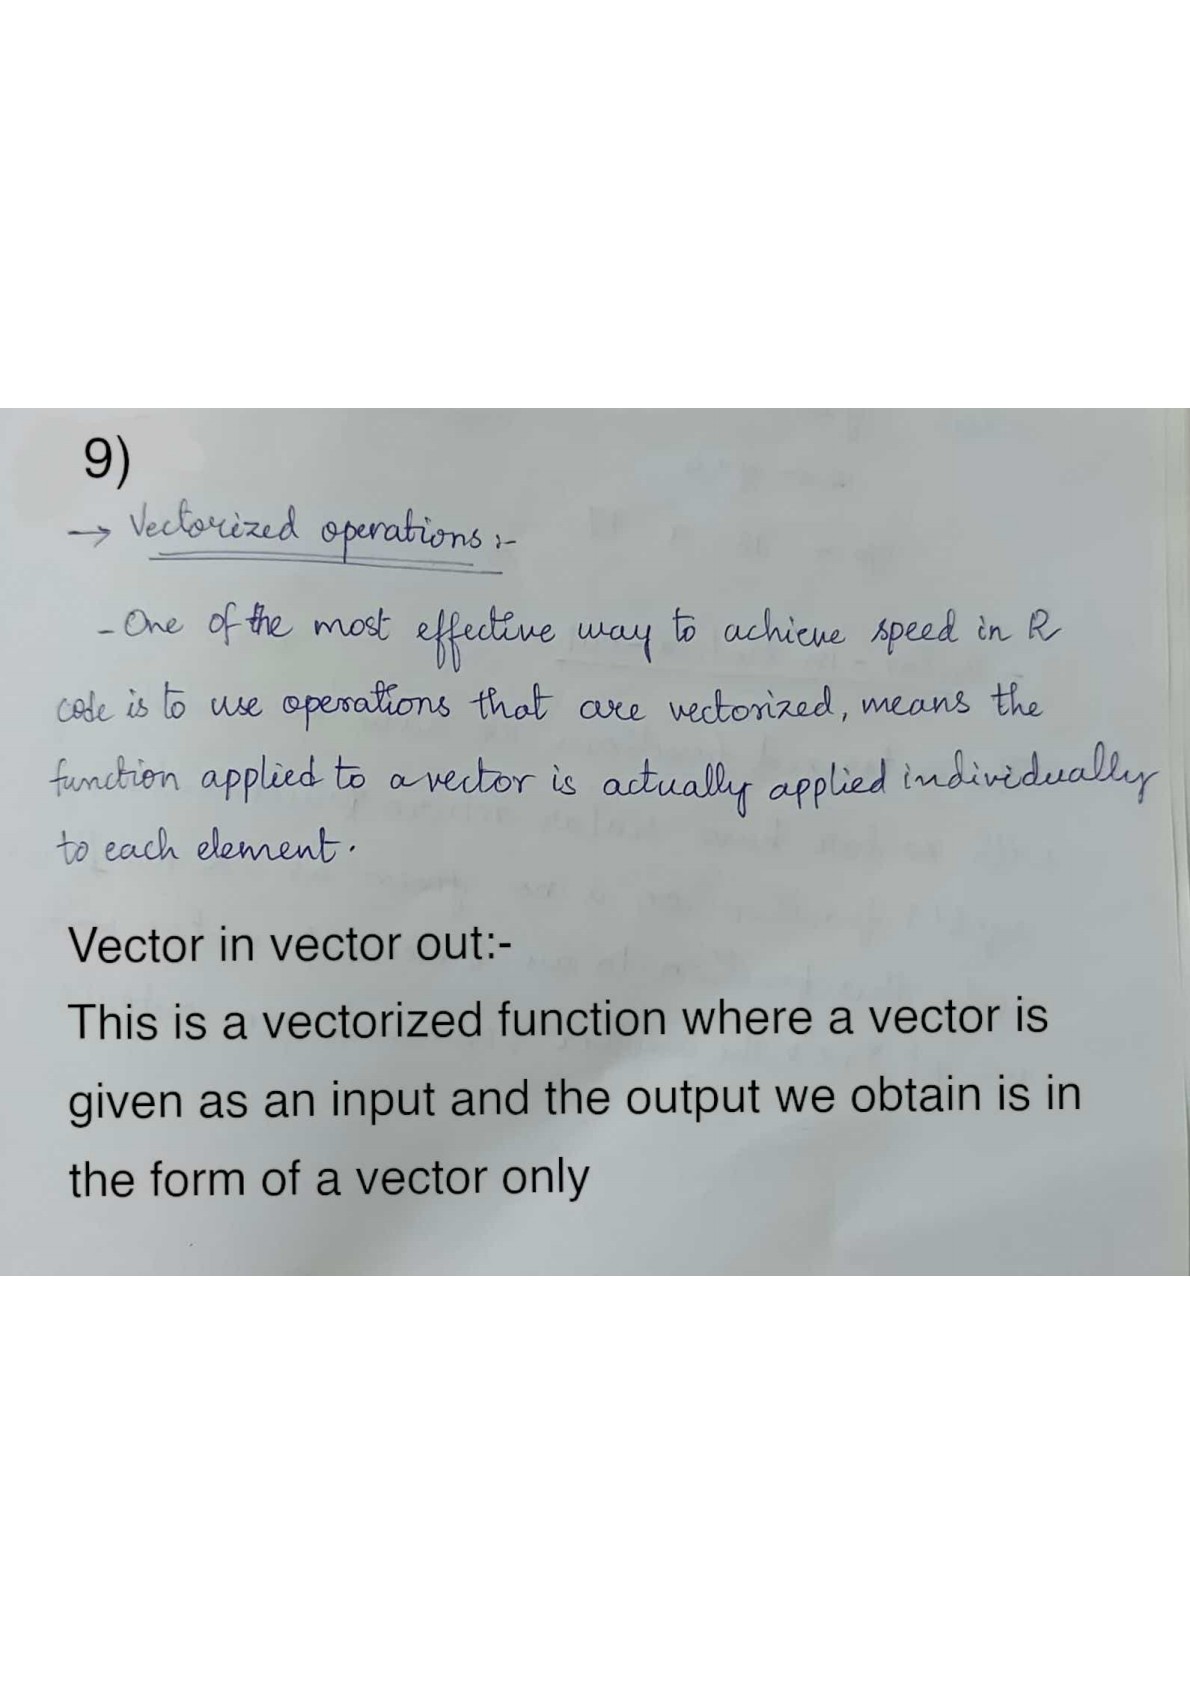 9)
→ Vectorized operations :-
- One of the most effective way to achieve speed in R
code is to use operations that are vectorized, means the
function applied to a vector is actually applied individually
to each element.
Vector in vector out:-
This is a vectorized function where a vector is
given as an input and the output we obtain is in
the form of a vector only